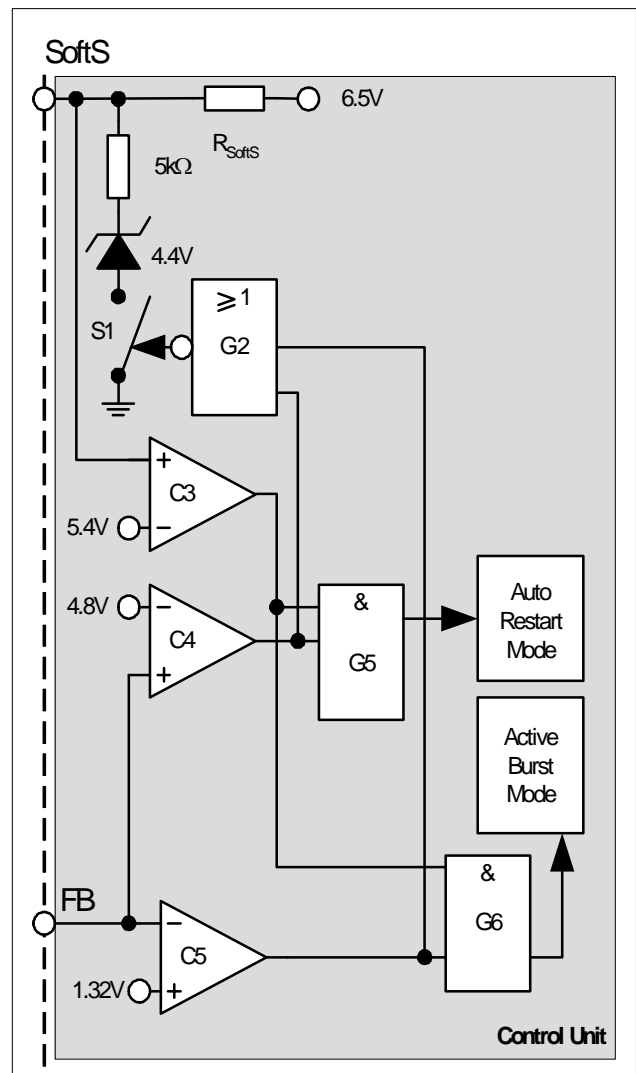 SoftS
6.5V
RSoftS
5kΩ
4.4V
≥1
S1
G2
+
C3
5.4V
−
4.8V
−
C4
+
&
G5
Auto
Restart
Mode
Active
Burst
Mode
FB
−
C5
1.32V
+
&
G6
Control Unit